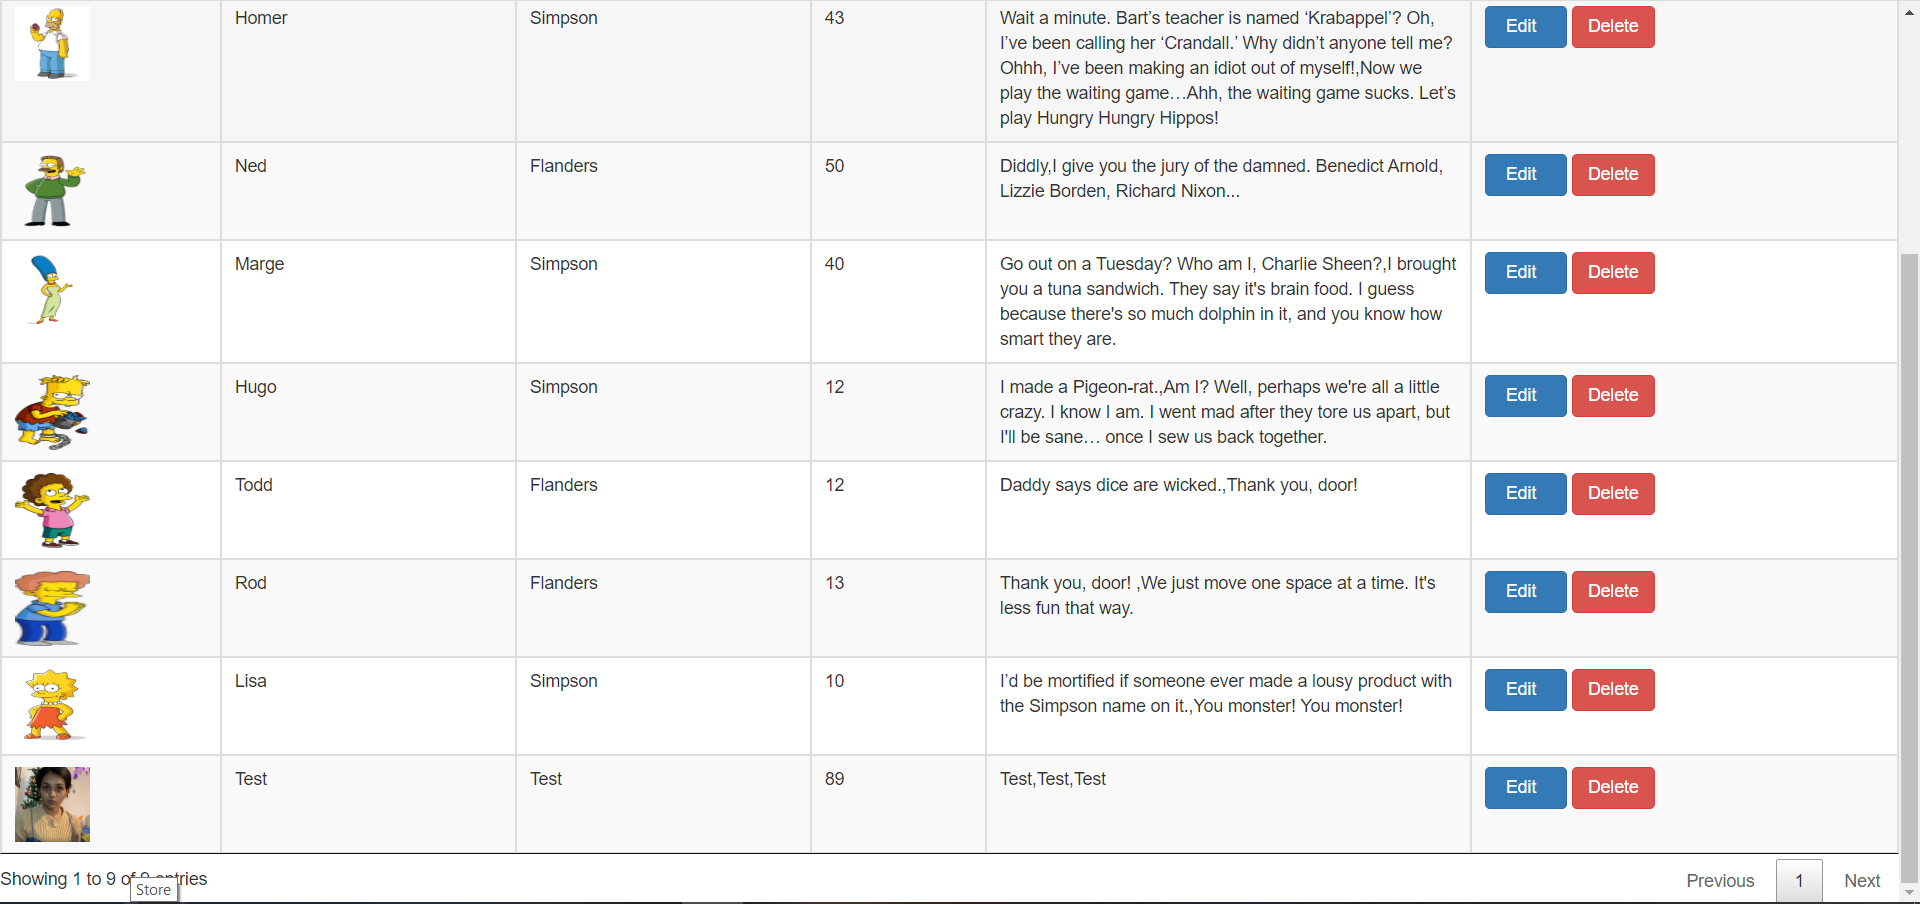 Homer Simpson 43 Wait a minute. Bart’s teacher is named ‘Krabappel’? Oh, Edit Delete
I’ve been calling her ‘Crandall.’ Why didn’t anyone tell me?
Ohhh, I’ve been making an idiot out of myself!,Now we
play the waiting game…Ahh, the waiting game sucks. Let’s
play Hungry Hungry Hippos!
Ned Flanders 50 Diddly,I give you the jury of the damned. Benedict Arnold, Edit Delete
Lizzie Borden, Richard Nixon...
Marge Simpson 40 Go out on a Tuesday? Who am I, Charlie Sheen?,I brought Edit Delete
you a tuna sandwich. They say it's brain food. I guess
because there's so much dolphin in it, and you know how
smart they are.
Hugo Simpson 12 I made a Pigeon-rat.,Am I? Well, perhaps we're all a little Edit Delete
crazy. I know I am. I went mad after they tore us apart, but
I'll be sane… once I sew us back together.
Todd Flanders 12 Daddy says dice are wicked.,Thank you, door! Edit Delete
Rod Flanders 13 Thank you, door! ,We just move one space at a time. It's Edit Delete
less fun that way.
Lisa Simpson 10 I’d be mortified if someone ever made a lousy product with Edit Delete
the Simpson name on it.,You monster! You monster!
Test Test 89 Test,Test,Test Edit Delete
Showing 1 to 9 of 9 entries Previous 1 Next
Store